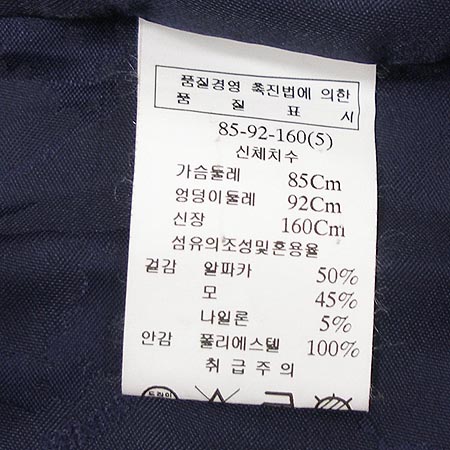 품질경영 촉진법에 의한
품 질 표 시
85-92-160(5)
신체치수
가슴둘레 85Cm
엉덩이둘레 92Cm
신장 160Cm
섬유의조성및혼용율
겉감 알파카 50%
모 45%
나일론 5%
안감 폴리에스텔 100%
취급주의
드라이